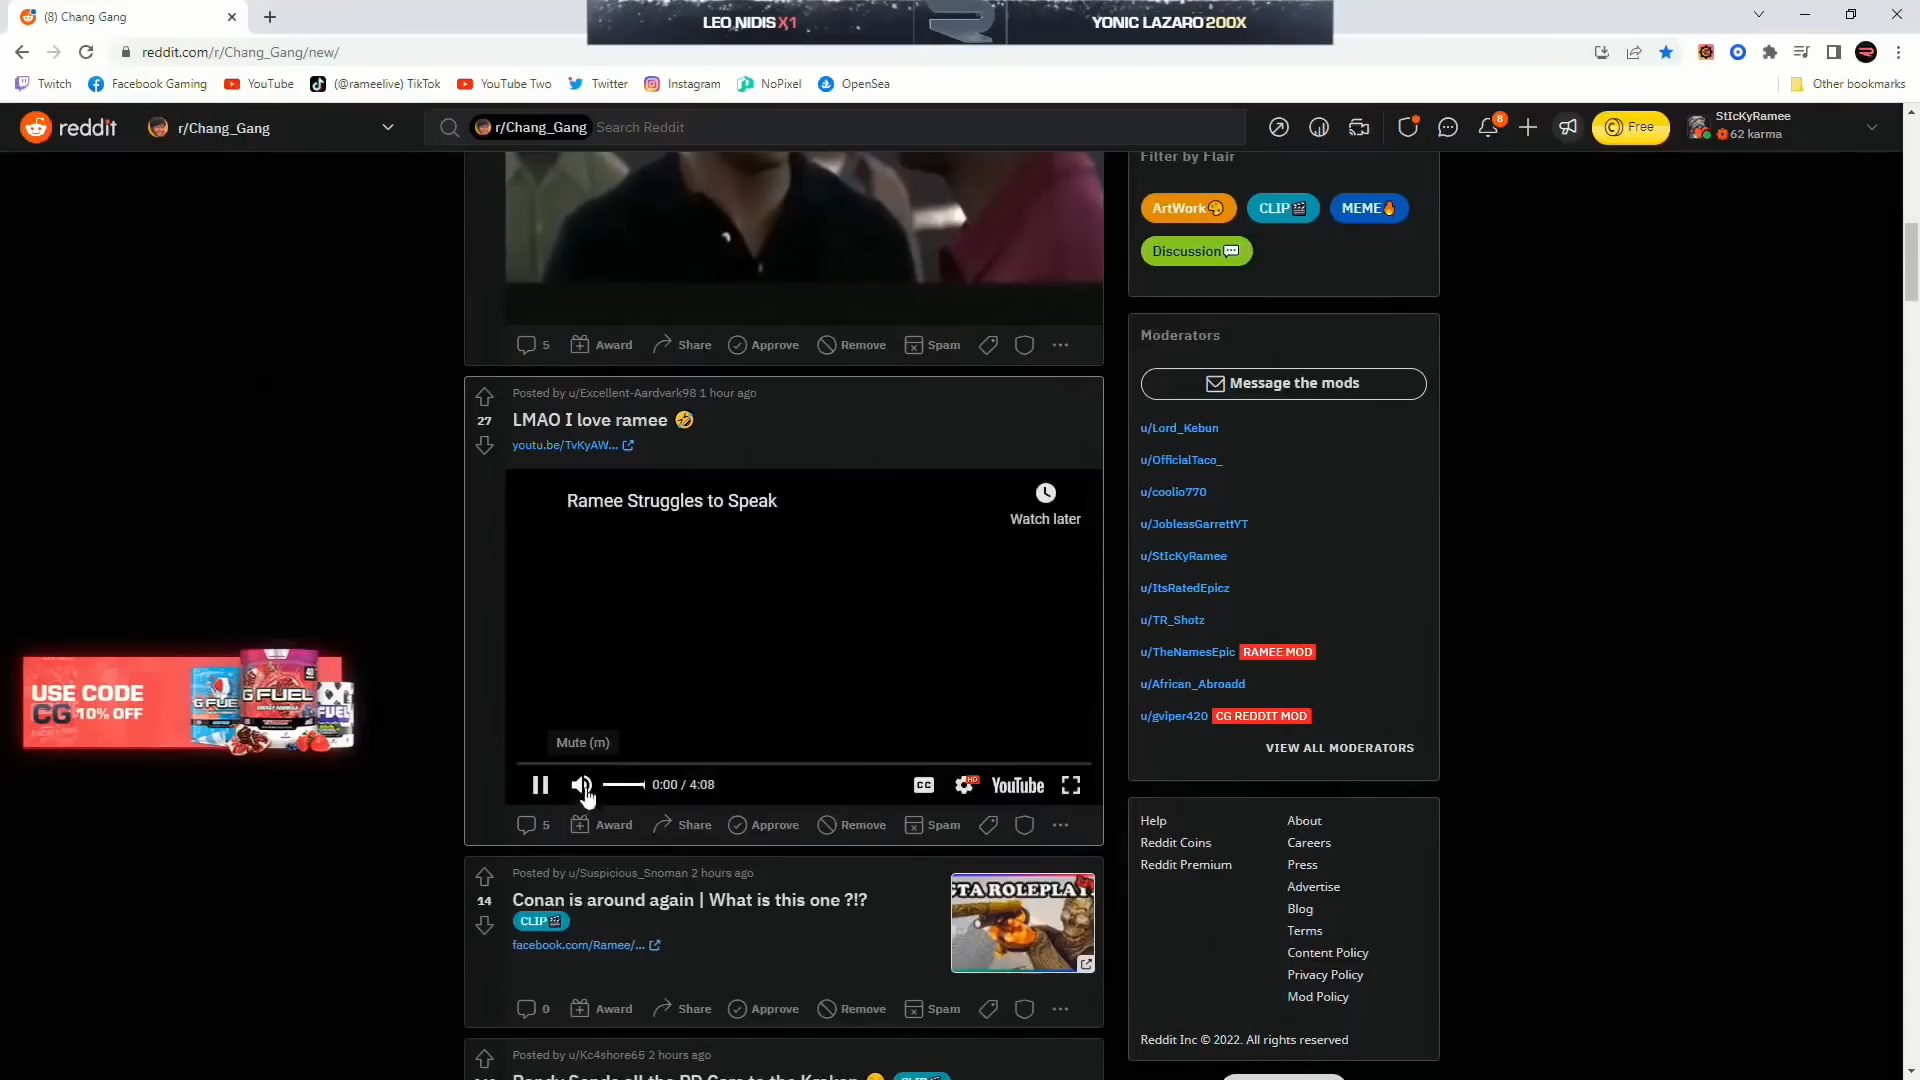 (8) Chang Gang
LEO NIDIS X1
YONIC LAZARO 200X
reddit.com/r/Chang_Gang/new/
Twitch
Facebook Gaming
YouTube
(@rameelive) TikTok
YouTube Two
Twitter
Instagram
NoPixel
OpenSea
Other bookmarks
reddit
r/Chang_Gang
r/Chang_Gang
Search Reddit
8
Free
StIcKyRamee
62 karma
Filter by Flair
ArtWork🎨
CLIP🎬
MEME🔥
Discussion💬
5
Award
Share
Approve
Remove
Spam
Moderators
Message the mods
u/Lord_Kebun
u/OfficialTaco_
u/coolio770
u/JoblessGarrettYT
u/StIcKyRamee
u/ItsRatedEpicz
u/TR_Shotz
u/TheNamesEpic RAMEE MOD
u/African_Abroadd
u/gviper420 CG REDDIT MOD
VIEW ALL MODERATORS
Posted by u/Excellent-Aardvark98 1 hour ago
27
LMAO I love ramee 🤣
youtu.be/TvKyAW...
Ramee Struggles to Speak
Watch later
Mute (m)
0:00 / 4:08
CC
HD
YouTube
5
Award
Share
Approve
Remove
Spam
USE CODE
CG 10% OFF
G FUEL
G FUEL
FUEL
Posted by u/Suspicious_Snoman 2 hours ago
14
Conan is around again | What is this one ?!?
CLIP🎬
facebook.com/Ramee/...
GTA ROLEPLAY
0
Award
Share
Approve
Remove
Spam
Help
About
Reddit Coins
Careers
Reddit Premium
Press
Advertise
Blog
Terms
Content Policy
Privacy Policy
Mod Policy
Reddit Inc © 2022. All rights reserved
Posted by u/Kc4shore65 2 hours ago